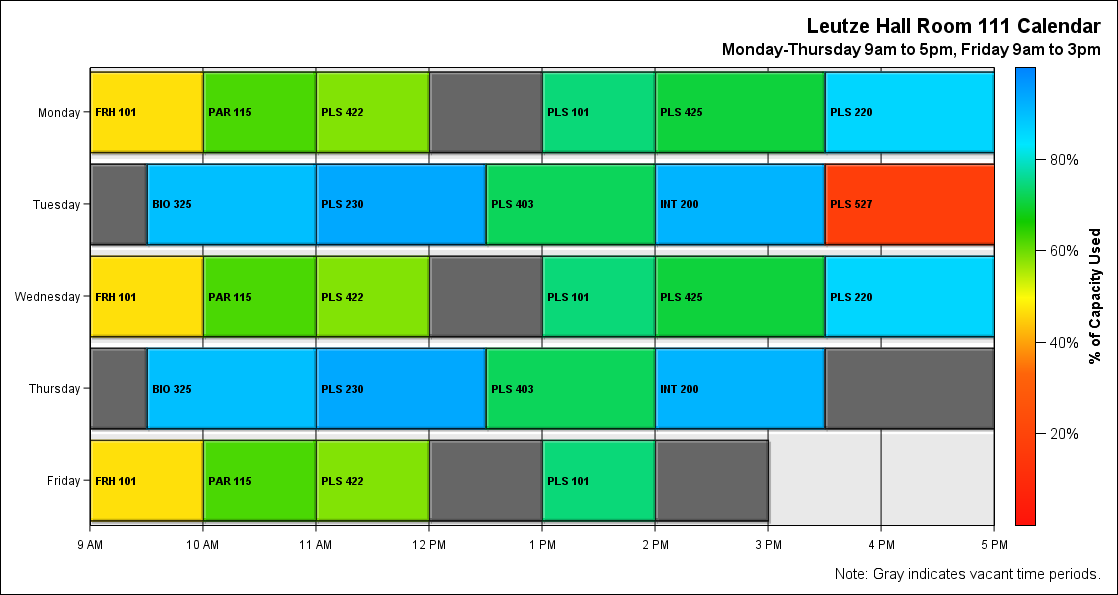 Leutze Hall Room 111 Calendar
Monday-Thursday 9am to 5pm, Friday 9am to 3pm
Monday
FRH 101
PAR 115
PLS 422
PLS 101
PLS 425
PLS 220
Tuesday
BIO 325
PLS 230
PLS 403
INT 200
PLS 527
Wednesday
FRH 101
PAR 115
PLS 422
PLS 101
PLS 425
PLS 220
Thursday
BIO 325
PLS 230
PLS 403
INT 200
Friday
FRH 101
PAR 115
PLS 422
PLS 101
9 AM
10 AM
11 AM
12 PM
1 PM
2 PM
3 PM
4 PM
5 PM
80%
60%
40%
20%
% of Capacity Used
Note: Gray indicates vacant time periods.